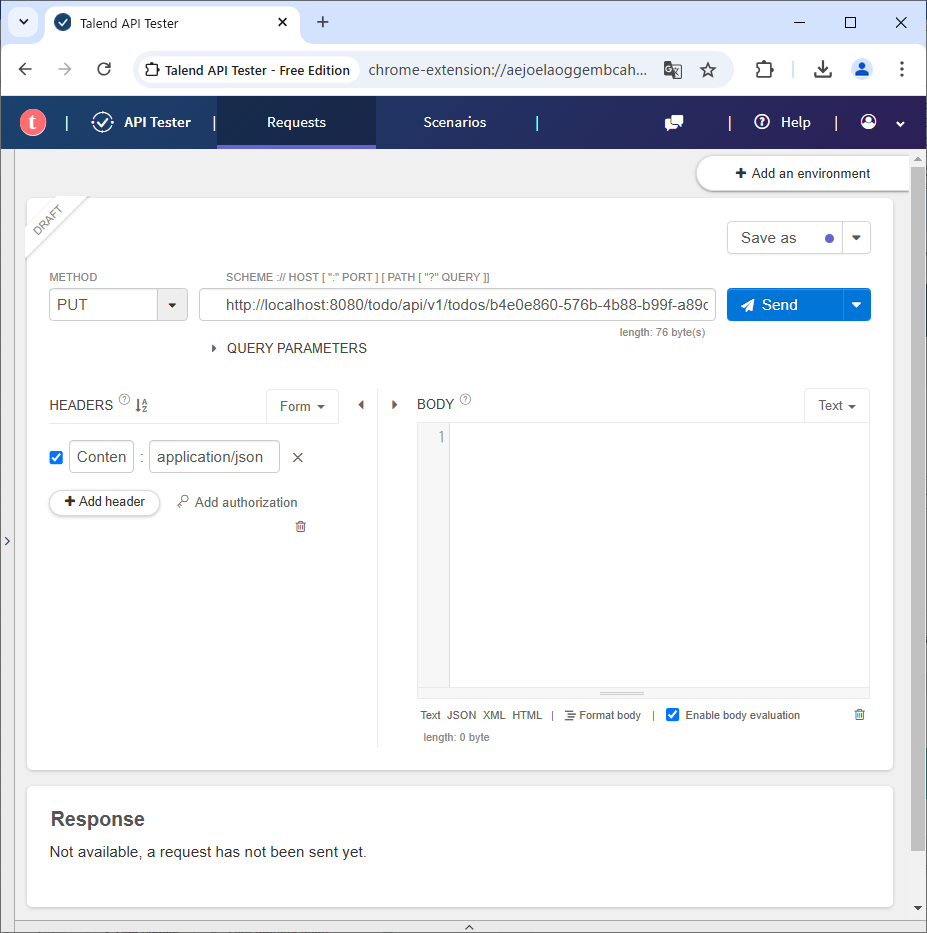 Talend API Tester
Talend API Tester - Free Edition
chrome-extension://aejoelaoggembcah...
t | API Tester | Requests Scenarios | | Help |
+ Add an environment
DRAFT
Save as
METHOD
SCHEME :// HOST [ ":" PORT ] [ PATH [ "?" QUERY ]]
PUT
http://localhost:8080/todo/api/v1/todos/b4e0e860-576b-4b88-b99f-a89c
Send
length: 76 byte(s)
QUERY PARAMETERS
HEADERS ? Form
BODY ? Text
Conten : application/json
1
+ Add header
Add authorization
Text JSON XML HTML | Format body | Enable body evaluation
length: 0 byte
Response
Not available, a request has not been sent yet.